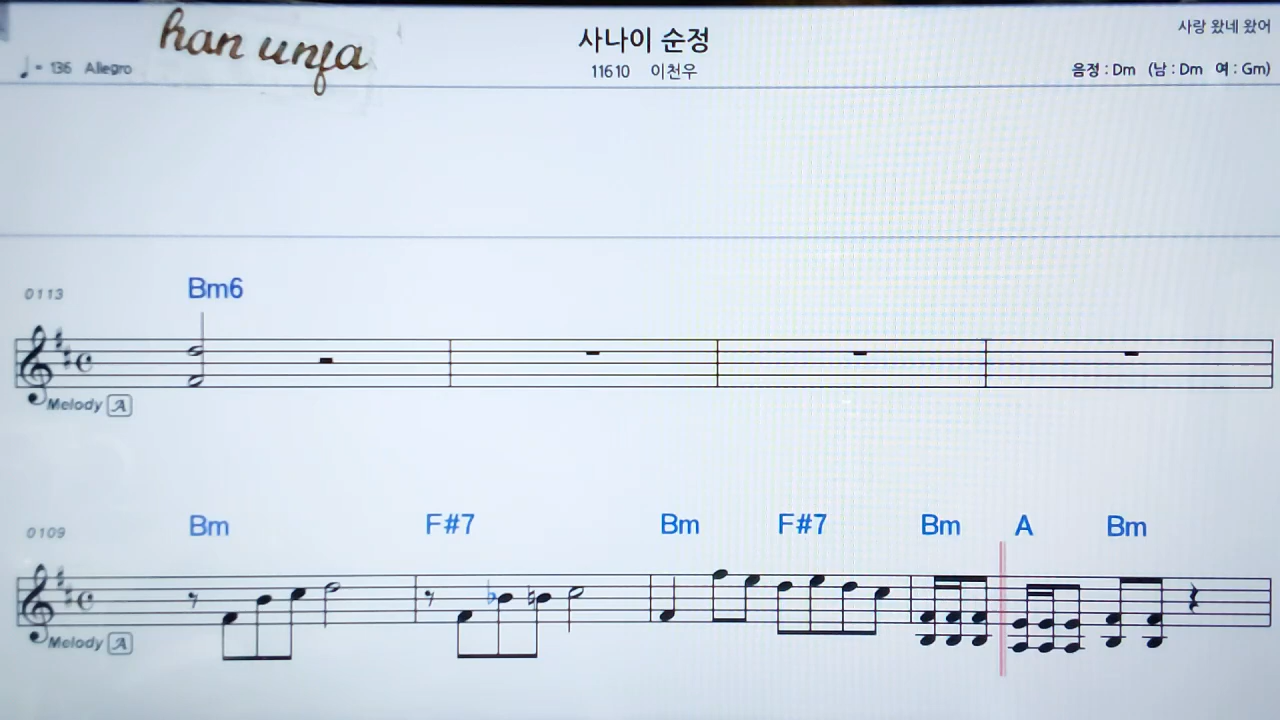 han unja
사나이 순정
사랑 왔네 왔어
♩ = 136 Allegro
11610 이천우
음정 : Dm (남 : Dm 여 : Gm)
0113
Bm6
Melody A
0109
Bm F#7 Bm F#7 Bm A Bm
Melody A